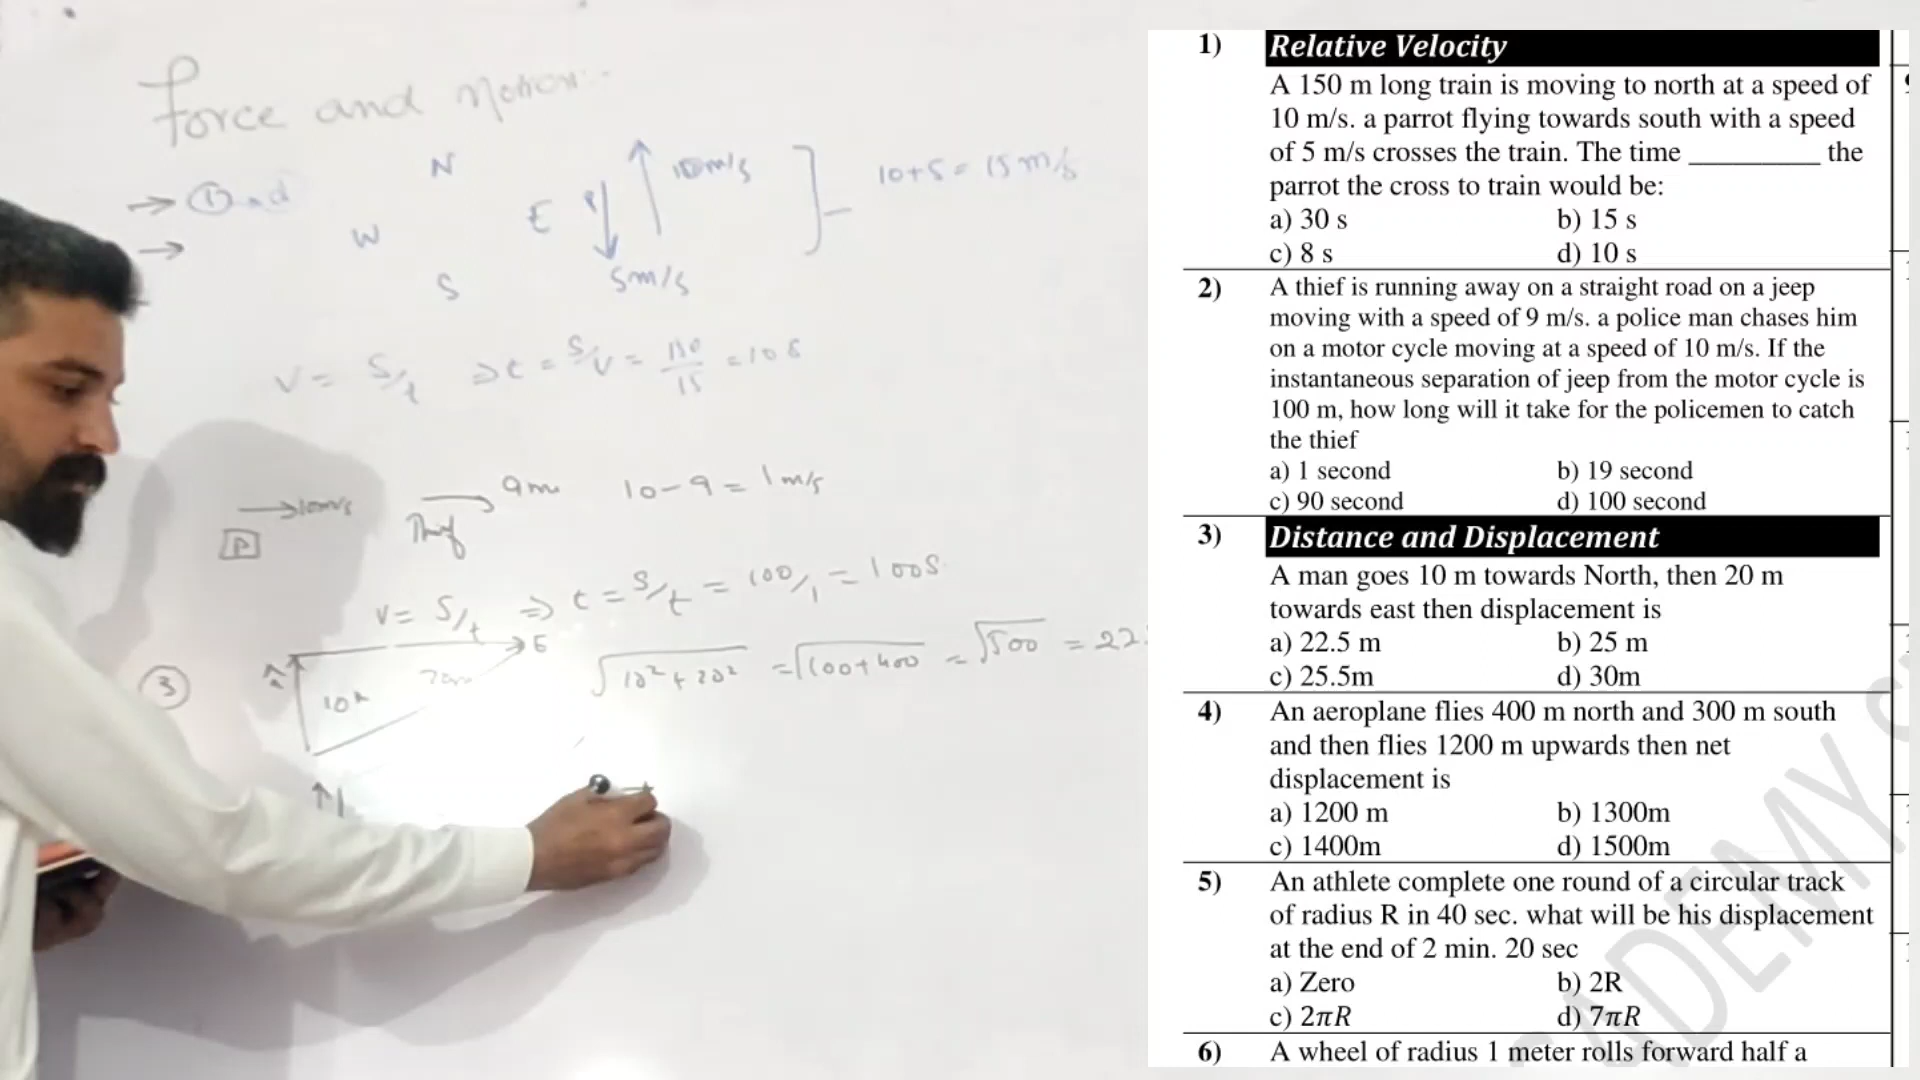 Force and Motion
N
10 m/s
10+5 = 15 m/s
E
W
S
5m/s
V = S/t ⇒ t = S/v = 150/15 = 10 s
10m/s
9 m
10-9 = 1 m/s
P
Thief
V = S/t ⇒ t = S/t = 100/1 = 100 S
E
3
10
20m
√10²+20² = √100+400 = √500 = 22.
1) Relative Velocity
A 150 m long train is moving to north at a speed of
10 m/s. a parrot flying towards south with a speed
of 5 m/s crosses the train. The time _________ the
parrot the cross to train would be:
a) 30 s b) 15 s
c) 8 s d) 10 s
2) A thief is running away on a straight road on a jeep
moving with a speed of 9 m/s. a police man chases him
on a motor cycle moving at a speed of 10 m/s. If the
instantaneous separation of jeep from the motor cycle is
100 m, how long will it take for the policemen to catch
the thief
a) 1 second b) 19 second
c) 90 second d) 100 second
3) Distance and Displacement
A man goes 10 m towards North, then 20 m
towards east then displacement is
a) 22.5 m b) 25 m
c) 25.5m d) 30m
4) An aeroplane flies 400 m north and 300 m south
and then flies 1200 m upwards then net
displacement is
a) 1200 m b) 1300m
c) 1400m d) 1500m
5) An athlete complete one round of a circular track
of radius R in 40 sec. what will be his displacement
at the end of 2 min. 20 sec
a) Zero b) 2R
c) 2πR d) 7πR
6) A wheel of radius 1 meter rolls forward half a